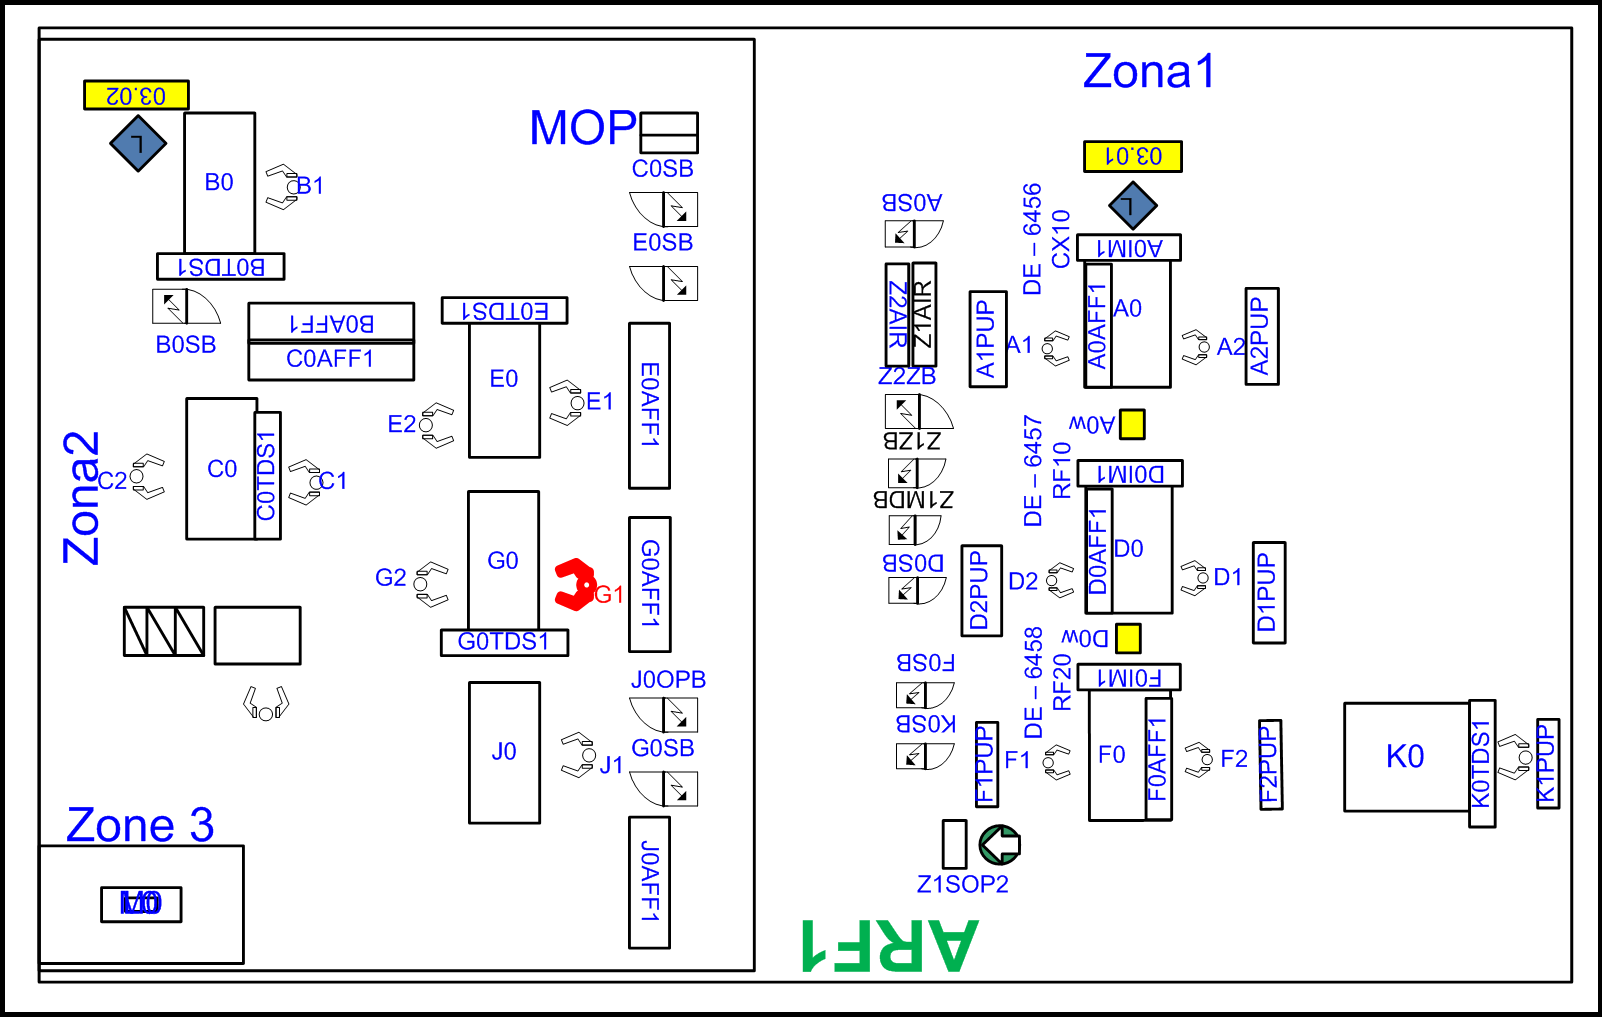 Zona1
03.02
L
B0
B1
B0TDS1
B0SB
MOP
C0SB
E0SB
B0AFF1
C0AFF1
E0TDS1
E0
E1
E2
E0AFF1
Zona2
C2
C0
C0TDS1
C1
G2
G0
G1
G0TDS1
G0AFF1
J0OPB
G0SB
J0
J1
J0AFF1
Zone 3
03.01
L
A0SB
DE – 6456
CX10
A0IM1
Z2AIR
Z1AIR
A1PUP
A1
A0AFF1
A0
A2
A2PUP
Z2ZB
Z1ZB
Z1MDB
A0w
DE – 6457
RF10
D0IM1
D0SB
D2PUP
D2
D0AFF1
D0
D1
D1PUP
D0w
DE – 6458
RF20
F0IM1
F0SB
K0SB
F1PUP
F1
F0
F0AFF1
F2
F2PUP
K0
K0TDS1
K1PUP
Z1SOP2
ARF1